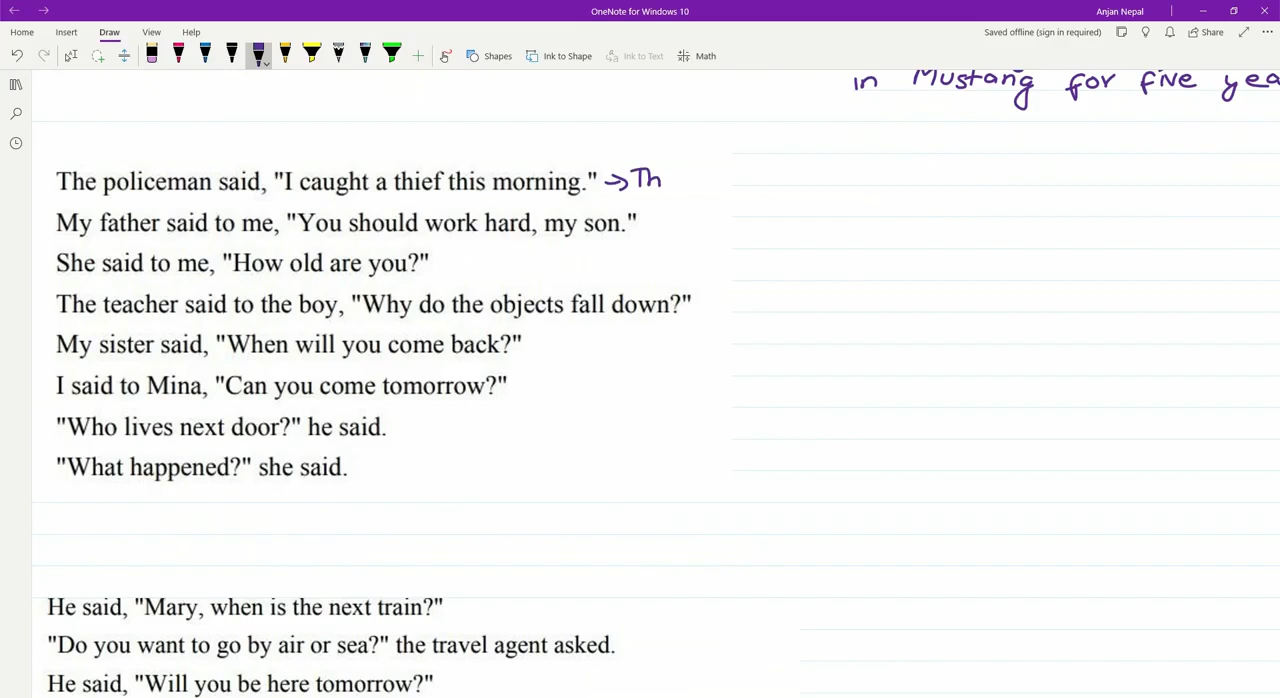 OneNote for Windows 10
Anjan Nepal
Home Insert Draw View Help
Saved offline (sign in required)
Share
Shapes
Ink to Shape
Ink to Text
Math
in Mustang for five yea
The policeman said, "I caught a thief this morning." → Th
My father said to me, "You should work hard, my son."
She said to me, "How old are you?"
The teacher said to the boy, "Why do the objects fall down?"
My sister said, "When will you come back?"
I said to Mina, "Can you come tomorrow?"
"Who lives next door?" he said.
"What happened?" she said.
He said, "Mary, when is the next train?"
"Do you want to go by air or sea?" the travel agent asked.
He said, "Will you be here tomorrow?"